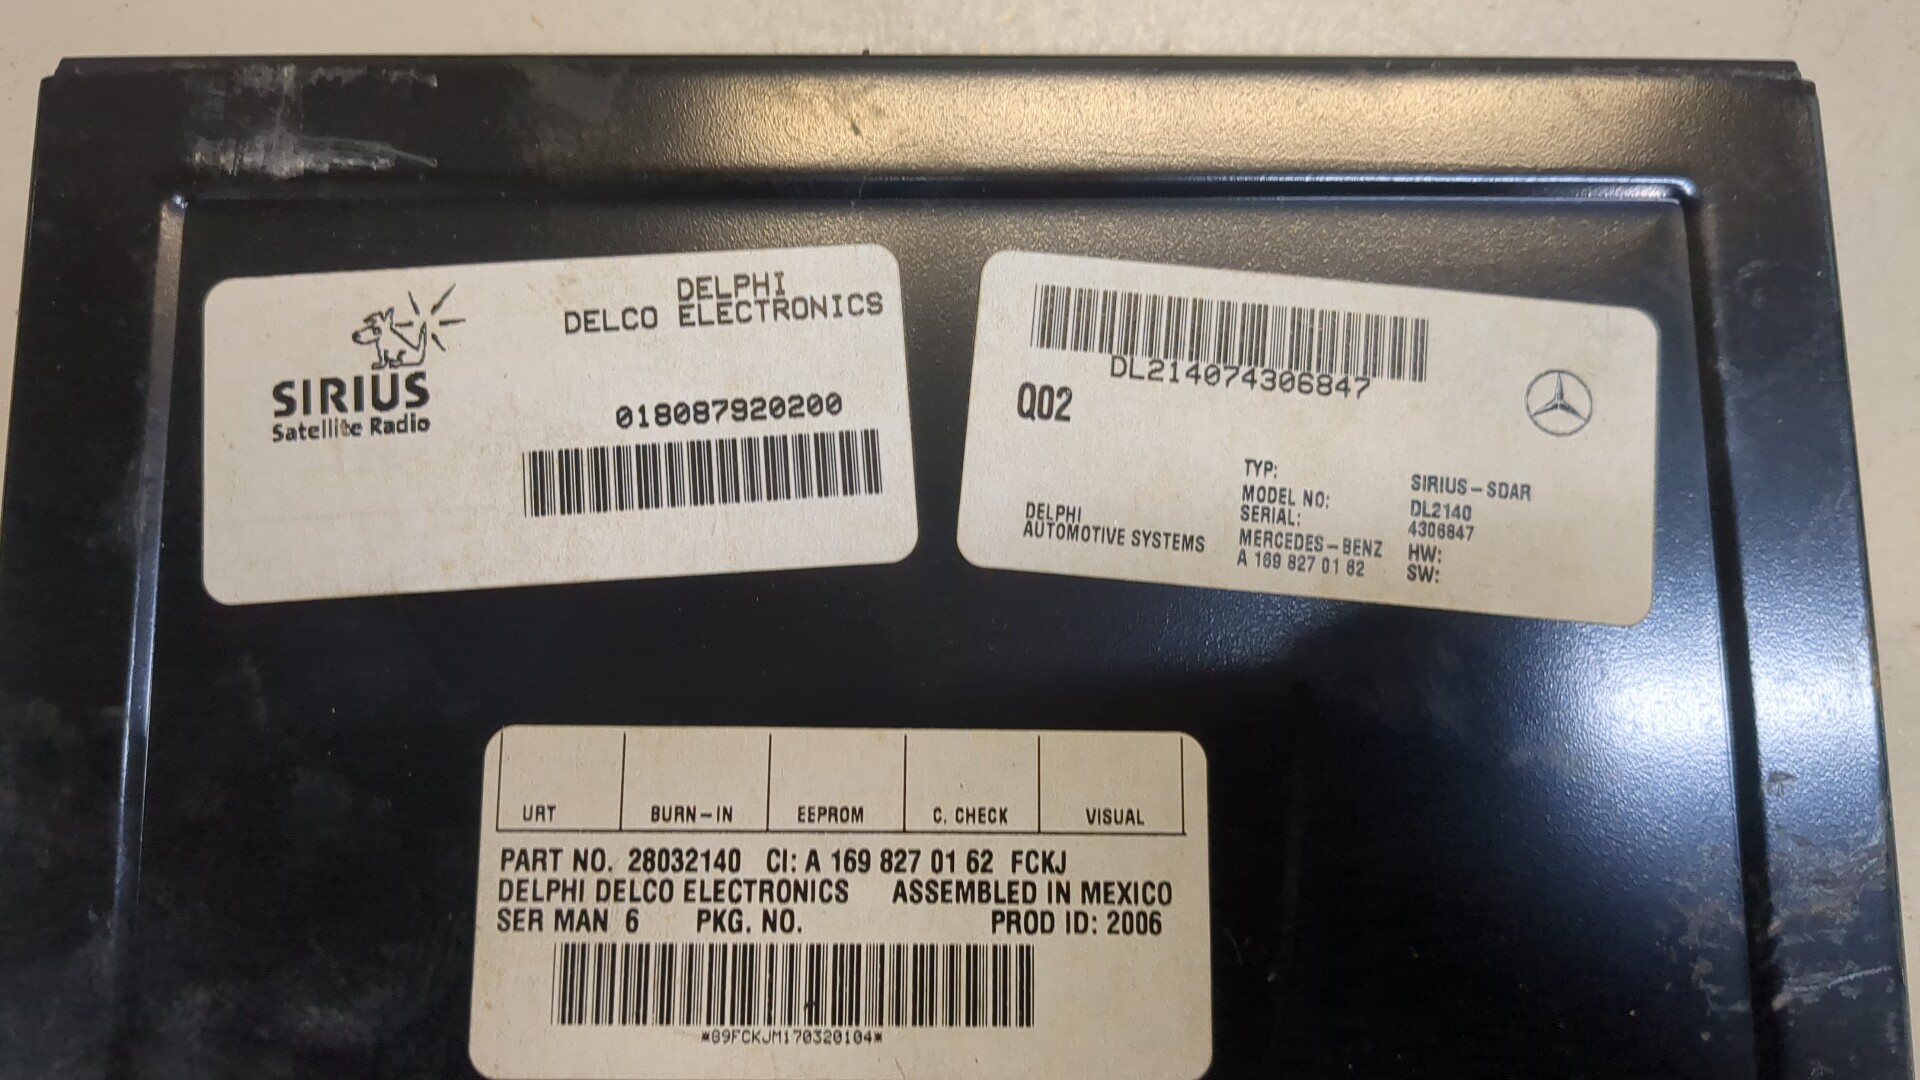 SIRIUS
Satellite Radio
DELPHI
DELCO ELECTRONICS
018087920200
DL214074306847
Q02
DELPHI
AUTOMOTIVE SYSTEMS
TYP: SIRIUS-SDAR
MODEL NO: DL2140
SERIAL: 4306847
MERCEDES-BENZ HW:
A 169 827 01 62 SW:
URT BURN-IN EEPROM C. CHECK VISUAL
PART NO. 28032140 CI: A 169 827 01 62 FCKJ
DELPHI DELCO ELECTRONICS ASSEMBLED IN MEXICO
SER MAN 6 PKG. NO. PROD ID: 2006
*89FCKJM170320104*